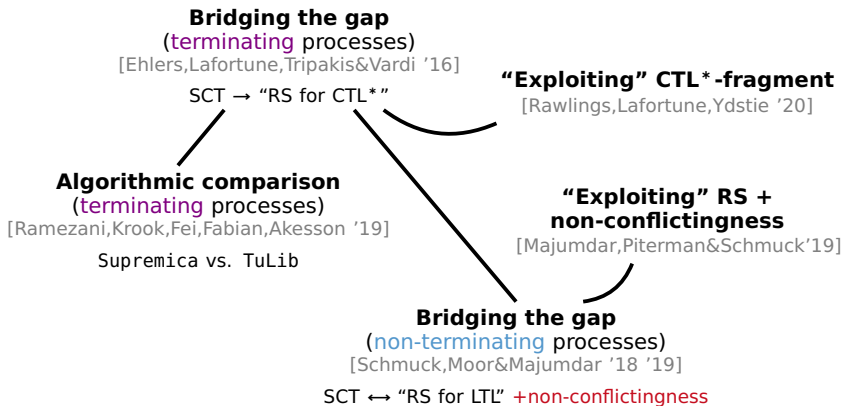 Bridging the gap
(terminating processes)
[Ehlers,Lafortune,Tripakis&Vardi ’16]
SCT → “RS for CTL*”
“Exploiting” CTL*-fragment
[Rawlings,Lafortune,Ydstie ’20]
Algorithmic comparison
(terminating processes)
[Ramezani,Krook,Fei,Fabian,Akesson ’19]
Supremica vs. TuLib
“Exploiting” RS +
non-conflictingness
[Majumdar,Piterman&Schmuck’19]
Bridging the gap
(non-terminating processes)
[Schmuck,Moor&Majumdar ’18 ’19]
SCT ↔ “RS for LTL” +non-conflictingness